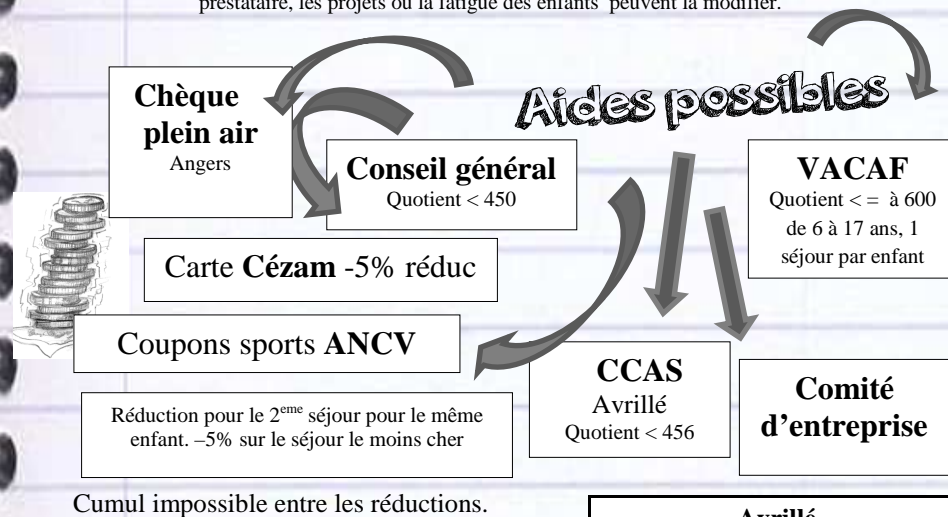 prestataire, les projets ou la fatigue des enfants peuvent la modifier.
Aides possibles
Chèque
plein air
Angers
Conseil général
Quotient < 450
VACAF
Quotient < = à 600
de 6 à 17 ans, 1
séjour par enfant
Carte Cézam -5% réduc
Coupons sports ANCV
CCAS
Avrillé
Quotient < 456
Comité
d'entreprise
Réduction pour le 2eme séjour pour le même
enfant. –5% sur le séjour le moins cher
Cumul impossible entre les réductions.
Avrillé